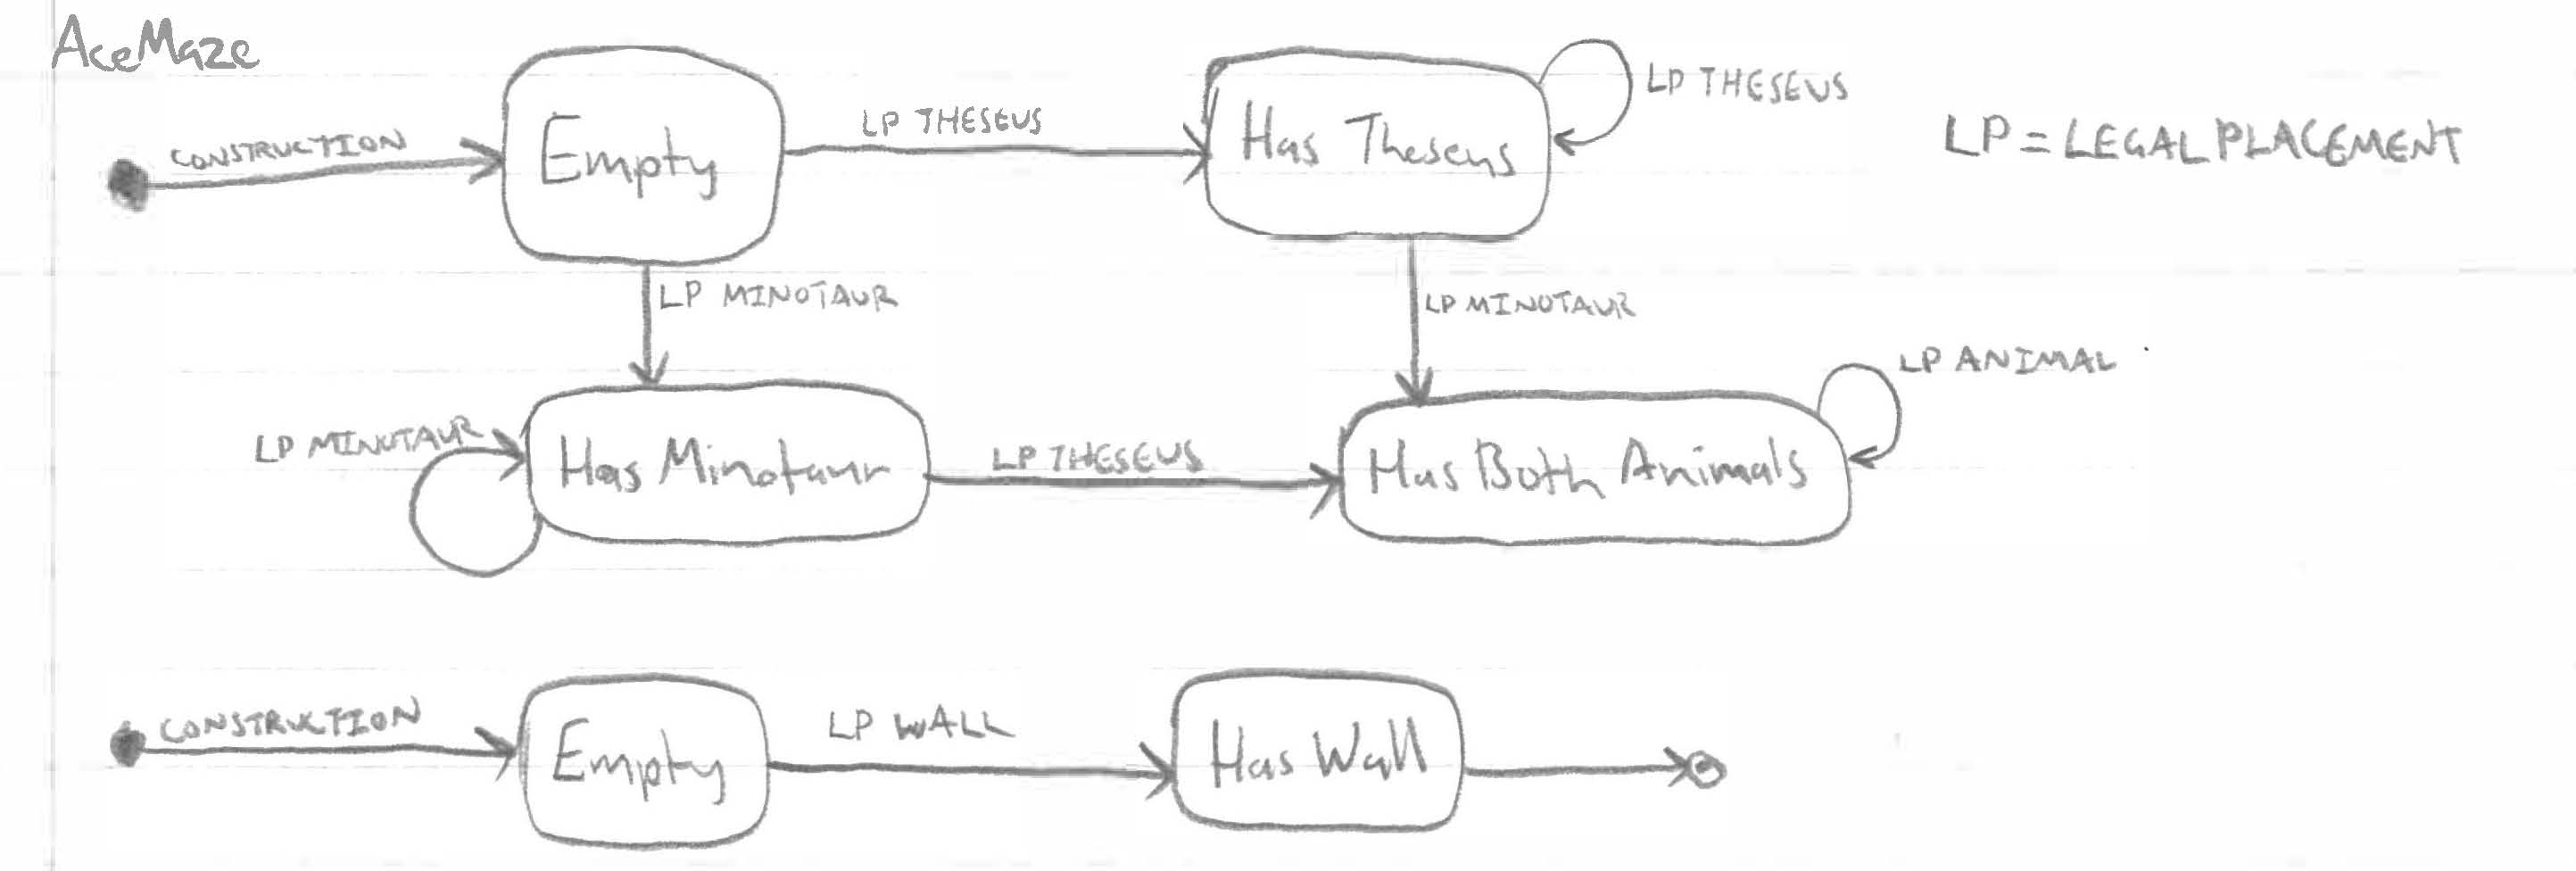 AceMaze
CONSTRUCTION
Empty
LP THESEUS
Has Theseus
LP THESEUS
LP = LEGAL PLACEMENT
LP MINOTAUR
LP MINOTAUR
LP MINOTAUR
Has Minotaur
LP THESEUS
Has Both Animals
LP ANIMAL
CONSTRUCTION
Empty
LP WALL
Has Wall